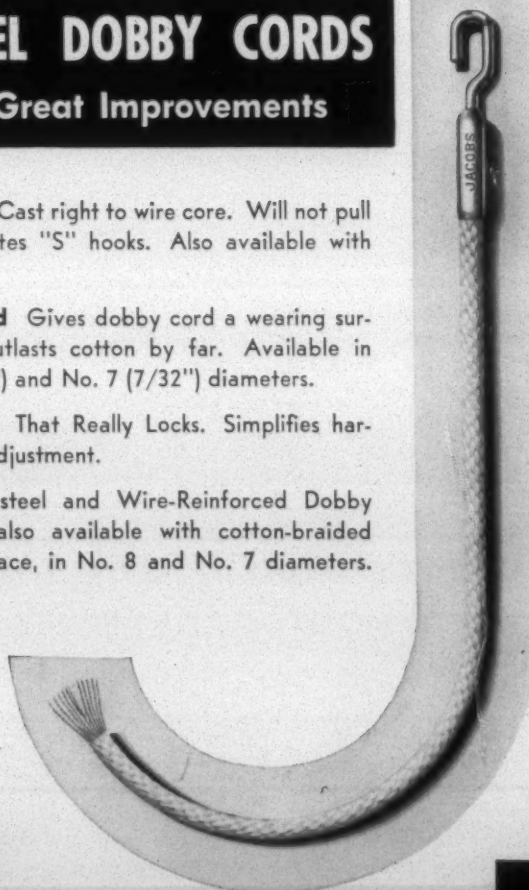 EL DOBBY CORDS
Great Improvements
Cast right to wire core. Will not pull
tes "S" hooks. Also available with
d Gives dobby cord a wearing sur-
utlasts cotton by far. Available in
) and No. 7 (7/32") diameters.
That Really Locks. Simplifies har-
djustment.
steel and Wire-Reinforced Dobby
also available with cotton-braided
ace, in No. 8 and No. 7 diameters.
JACOBS